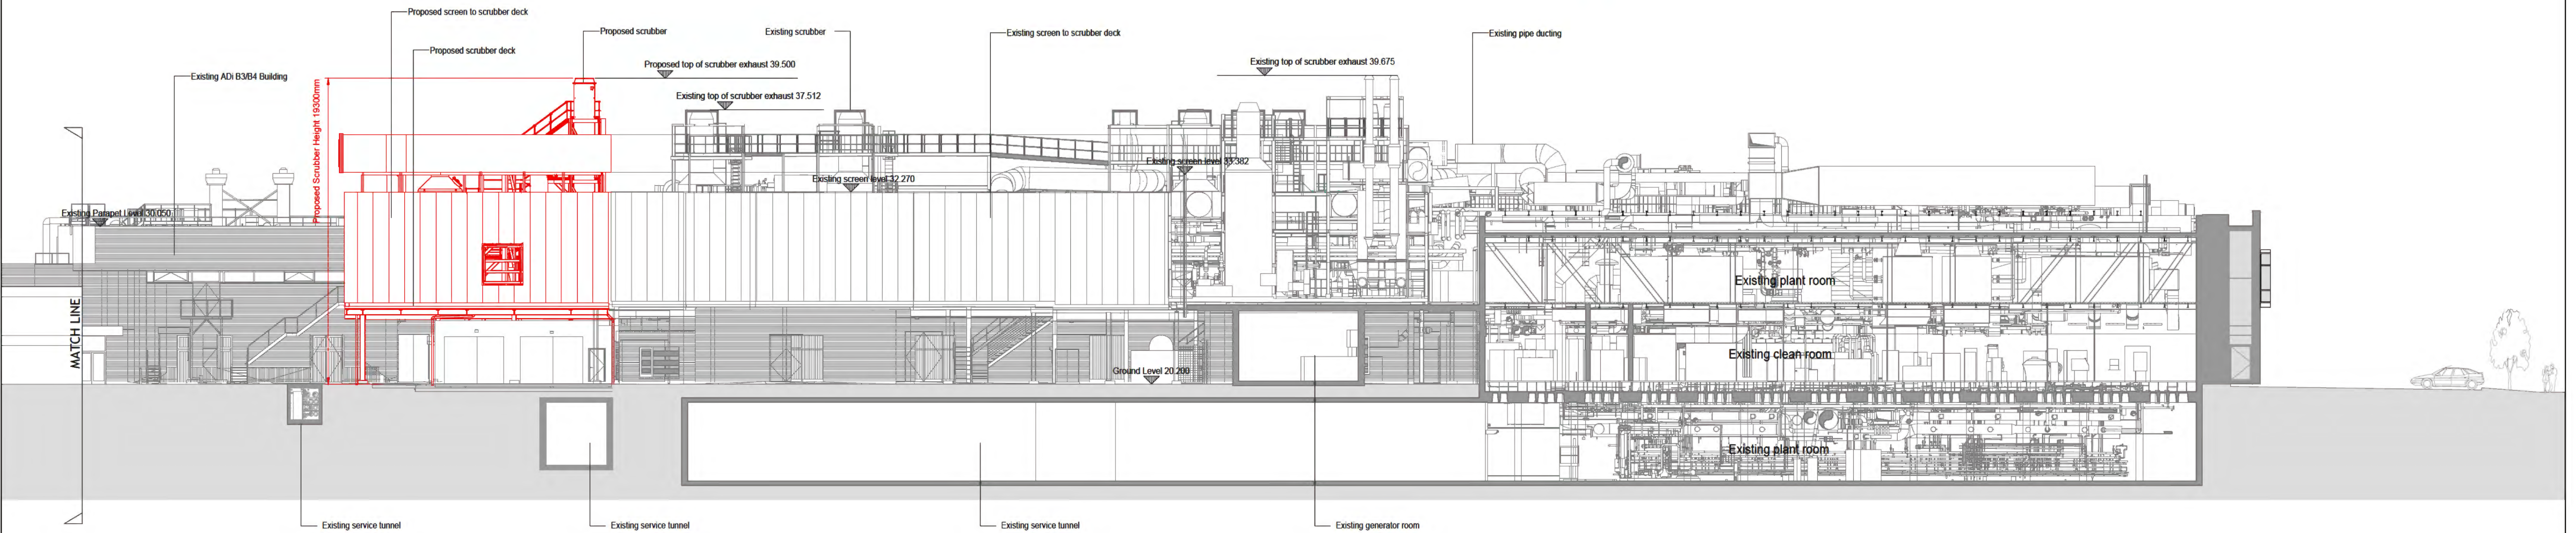 Proposed screen to scrubber deck
Proposed scrubber
Existing scrubber
Existing screen to scrubber deck
Existing pipe ducting
Proposed scrubber deck
Proposed top of scrubber exhaust 39.500
Existing top of scrubber exhaust 39.675
Existing ADi B3/B4 Building
Proposed Scrubber Height 19300mm
Existing top of scrubber exhaust 37.512
Existing screen level 33.382
Existing screen level 32.270
Existing Parapet Level 30.050
Existing plant room
MATCH LINE
Existing clean room
Ground Level 20.200
Existing plant room
Existing service tunnel
Existing service tunnel
Existing service tunnel
Existing generator room